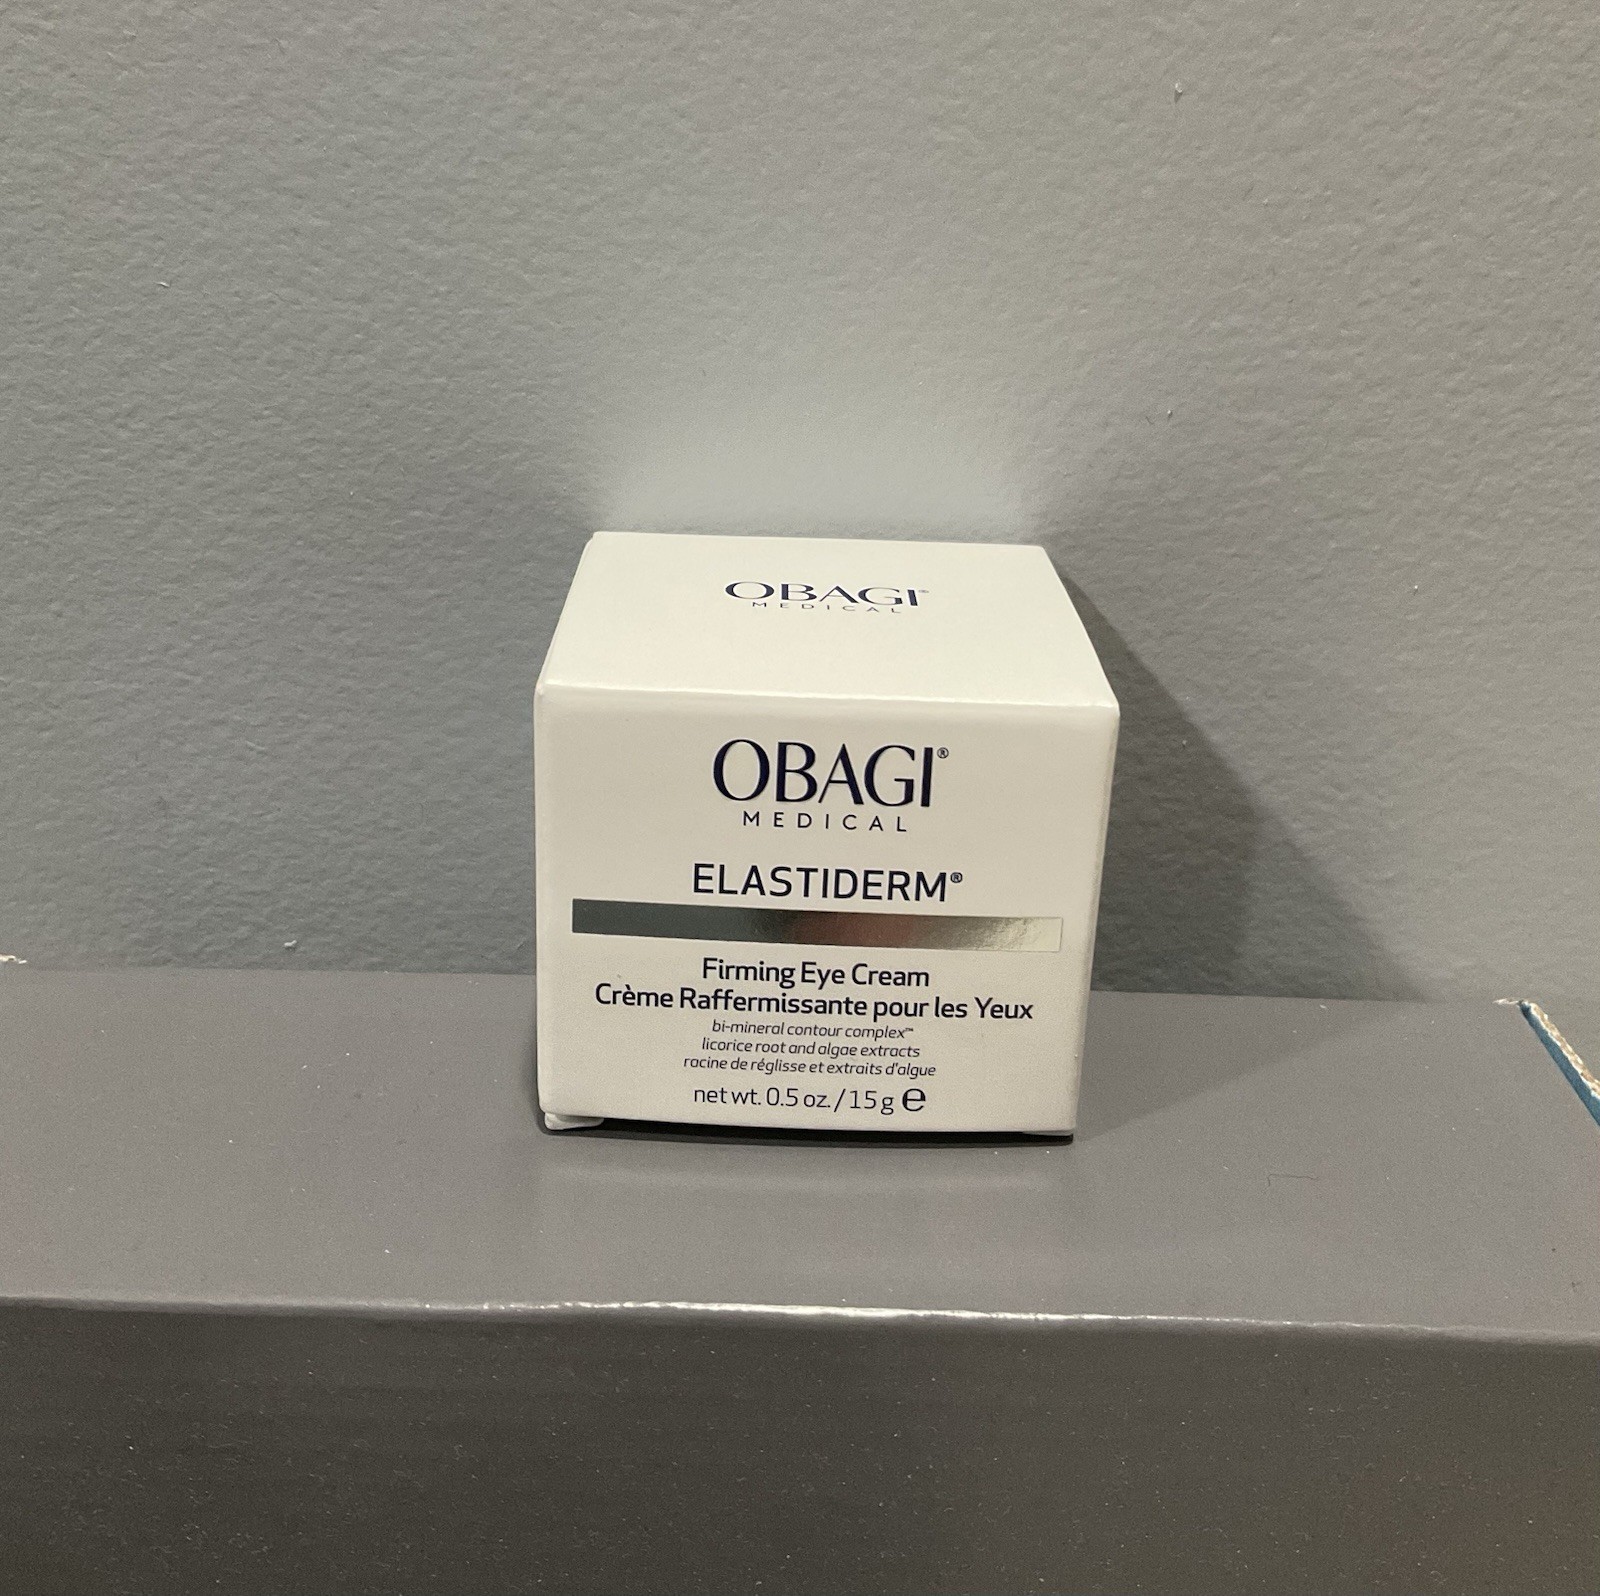 OBAGI®
MEDICAL
OBAGI®
MEDICAL
ELASTIDERM®
Firming Eye Cream
Crème Raffermissante pour les Yeux
bi-mineral contour complex™
licorice root and algae extracts
racine de réglisse et extraits d'algue
net wt. 0.5 oz. / 15 g ℮